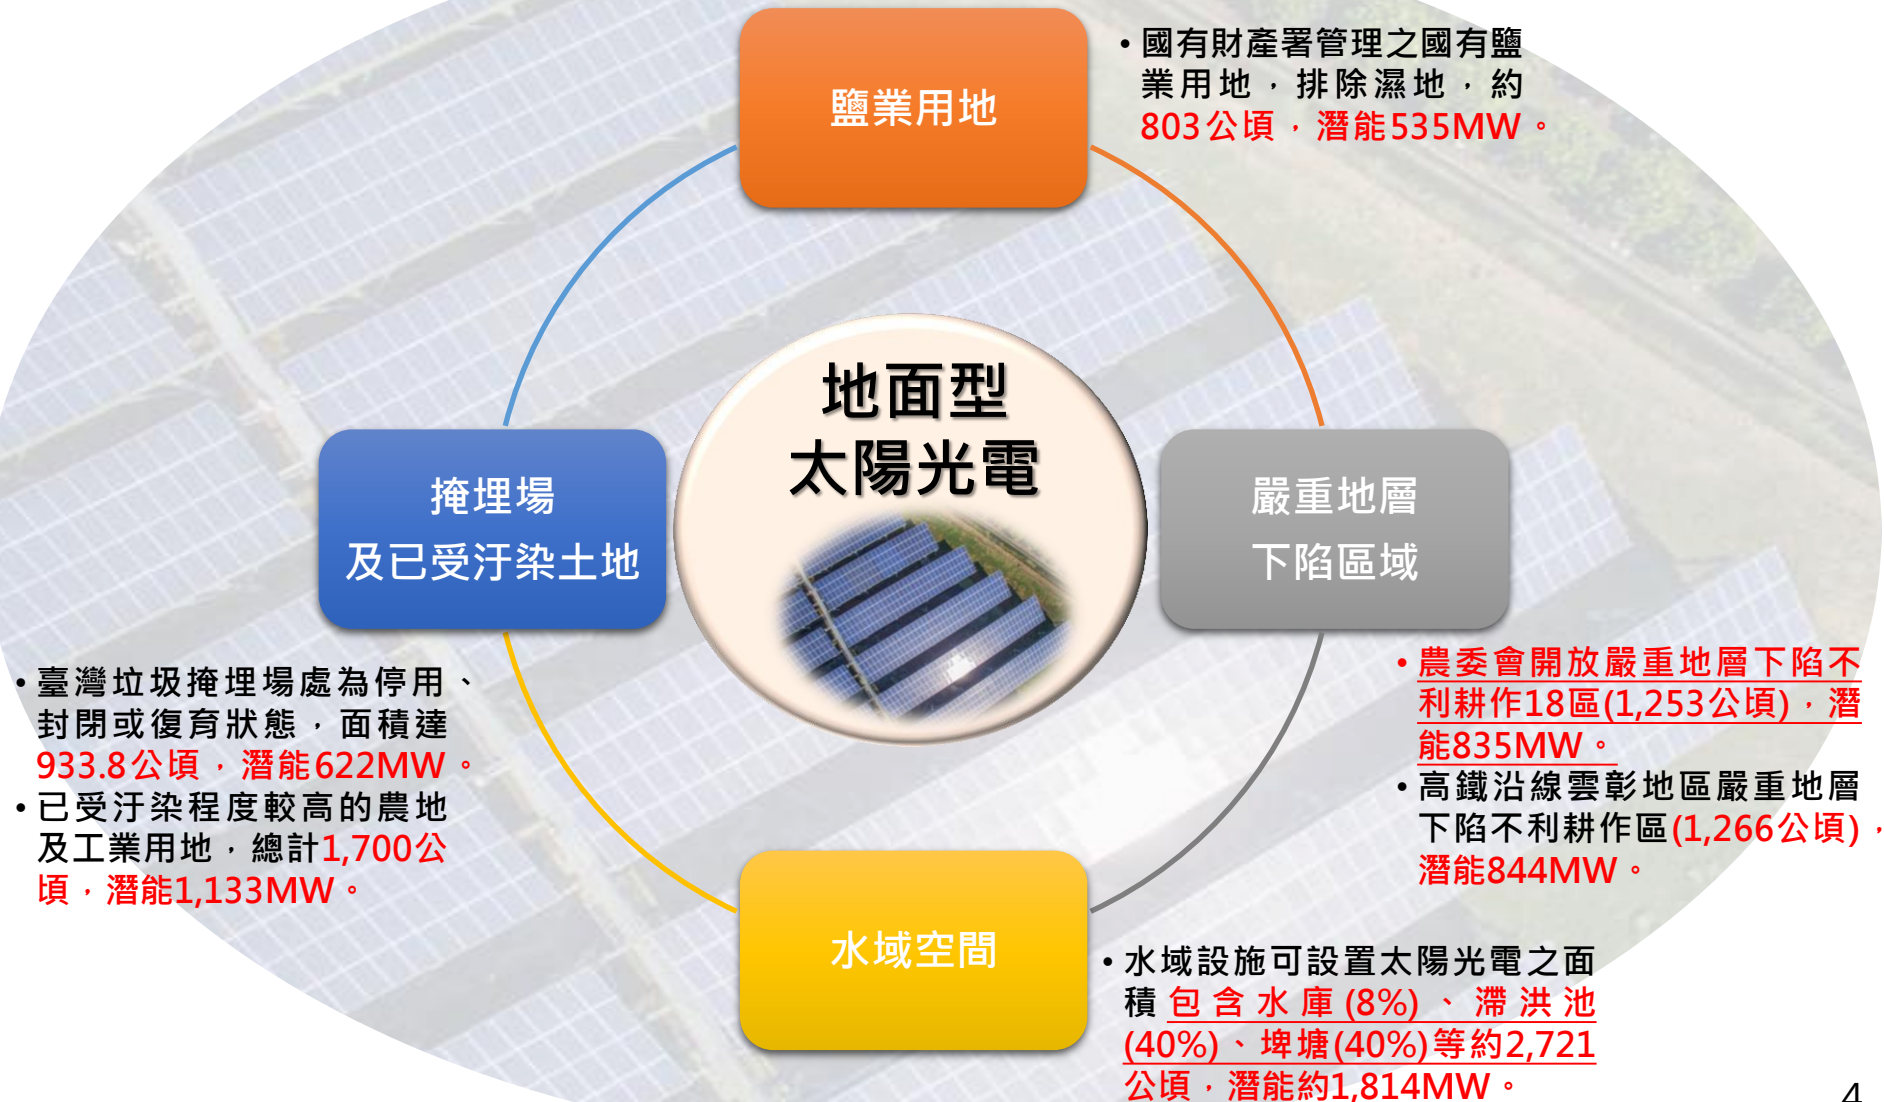 鹽業用地
• 國有財產署管理之國有鹽
業用地，排除濕地，約
803公頃，潛能535MW。
地面型
太陽光電
掩埋場
及已受汙染土地
嚴重地層
下陷區域
• 臺灣垃圾掩埋場處為停用、
封閉或復育狀態，面積達
933.8公頃，潛能622MW。
• 已受汙染程度較高的農地
及工業用地，總計1,700公
頃，潛能1,133MW。
• 農委會開放嚴重地層下陷不
利耕作18區(1,253公頃)，潛
能835MW。
• 高鐵沿線雲彰地區嚴重地層
下陷不利耕作區(1,266公頃)，
潛能844MW。
水域空間
• 水域設施可設置太陽光電之面
積包含水庫(8%)、滯洪池
(40%)、埤塘(40%)等約2,721
公頃，潛能約1,814MW。
4